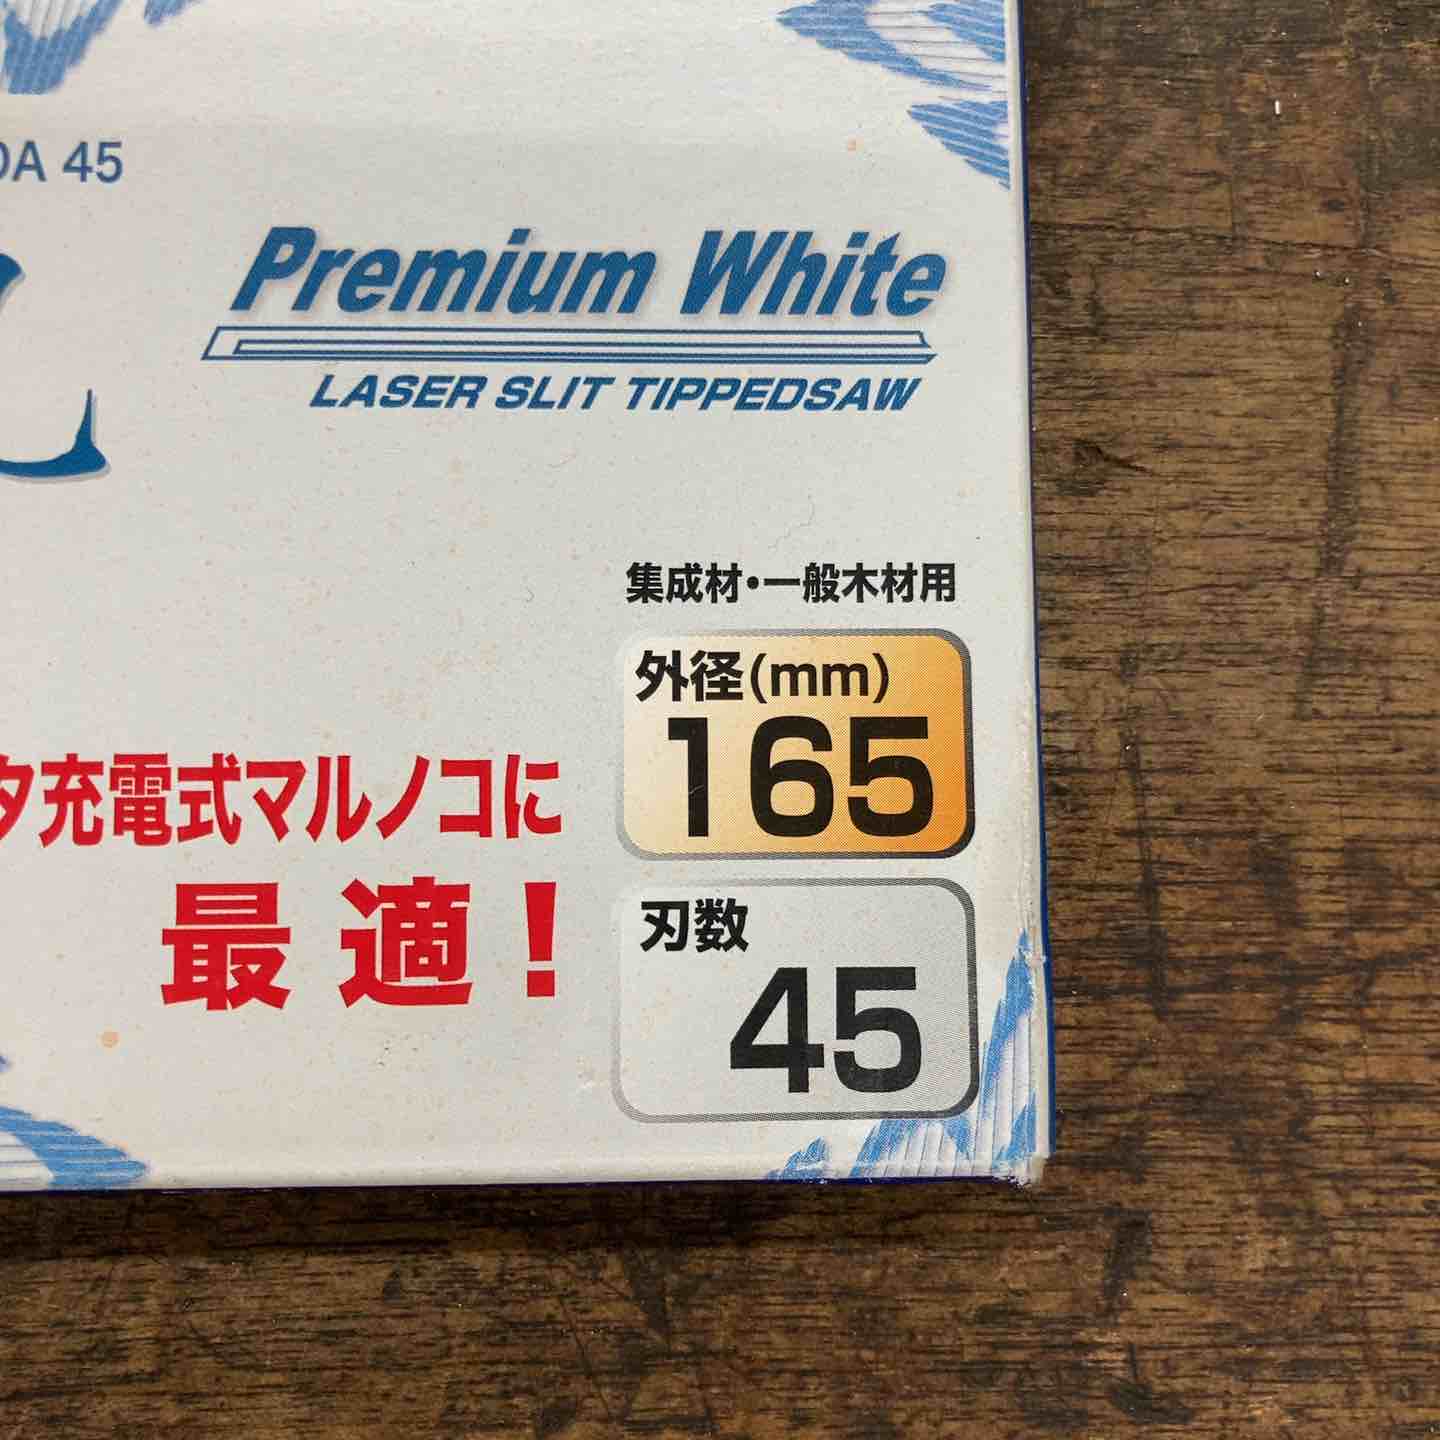 DA 45
Premium White
LASER SLIT TIPPEDSAW
集成材・一般木材用
外径(mm)
165
タ充電式マルノコに
最適!
刃数
45